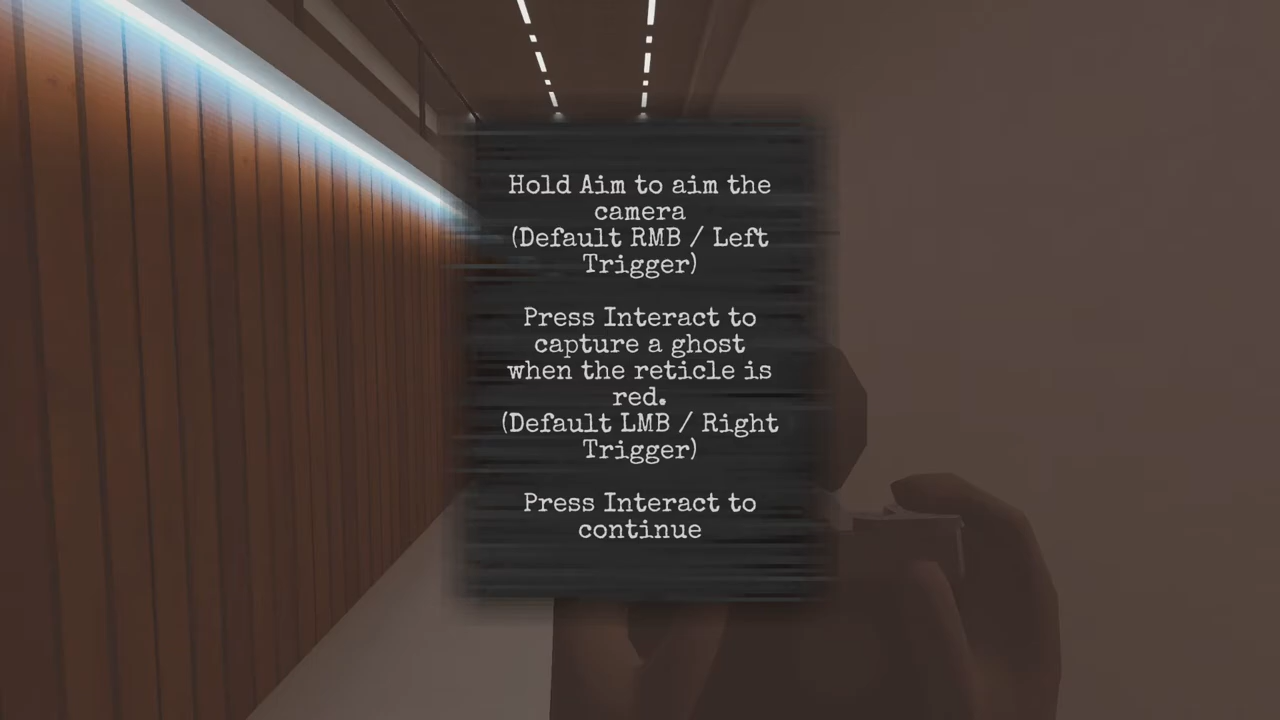 Hold Aim to aim the
camera
(Default RMB / Left
Trigger)
Press Interact to
capture a ghost
when the reticle is
red.
(Default LMB / Right
Trigger)
Press Interact to
continue